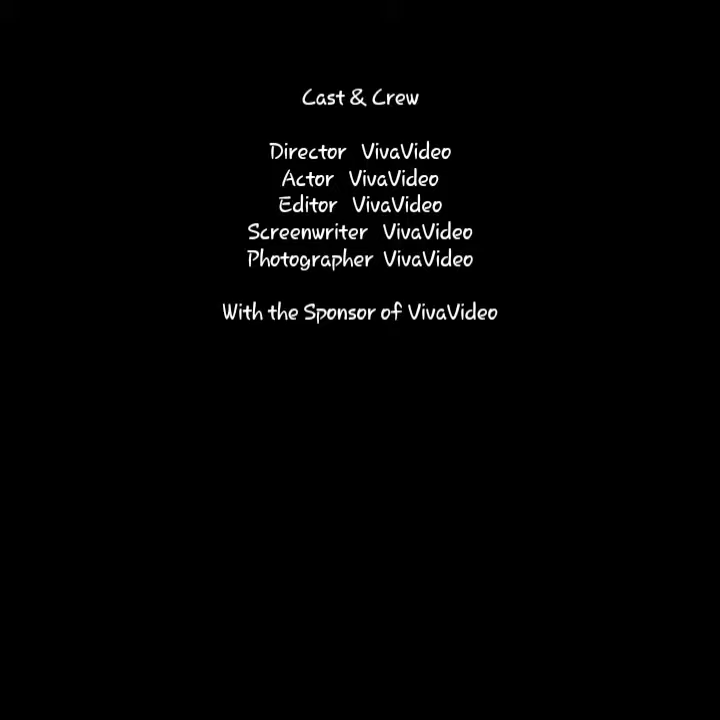 Cast & Crew
Director VivaVideo
Actor VivaVideo
Editor VivaVideo
Screenwriter VivaVideo
Photographer VivaVideo
With the Sponsor of VivaVideo